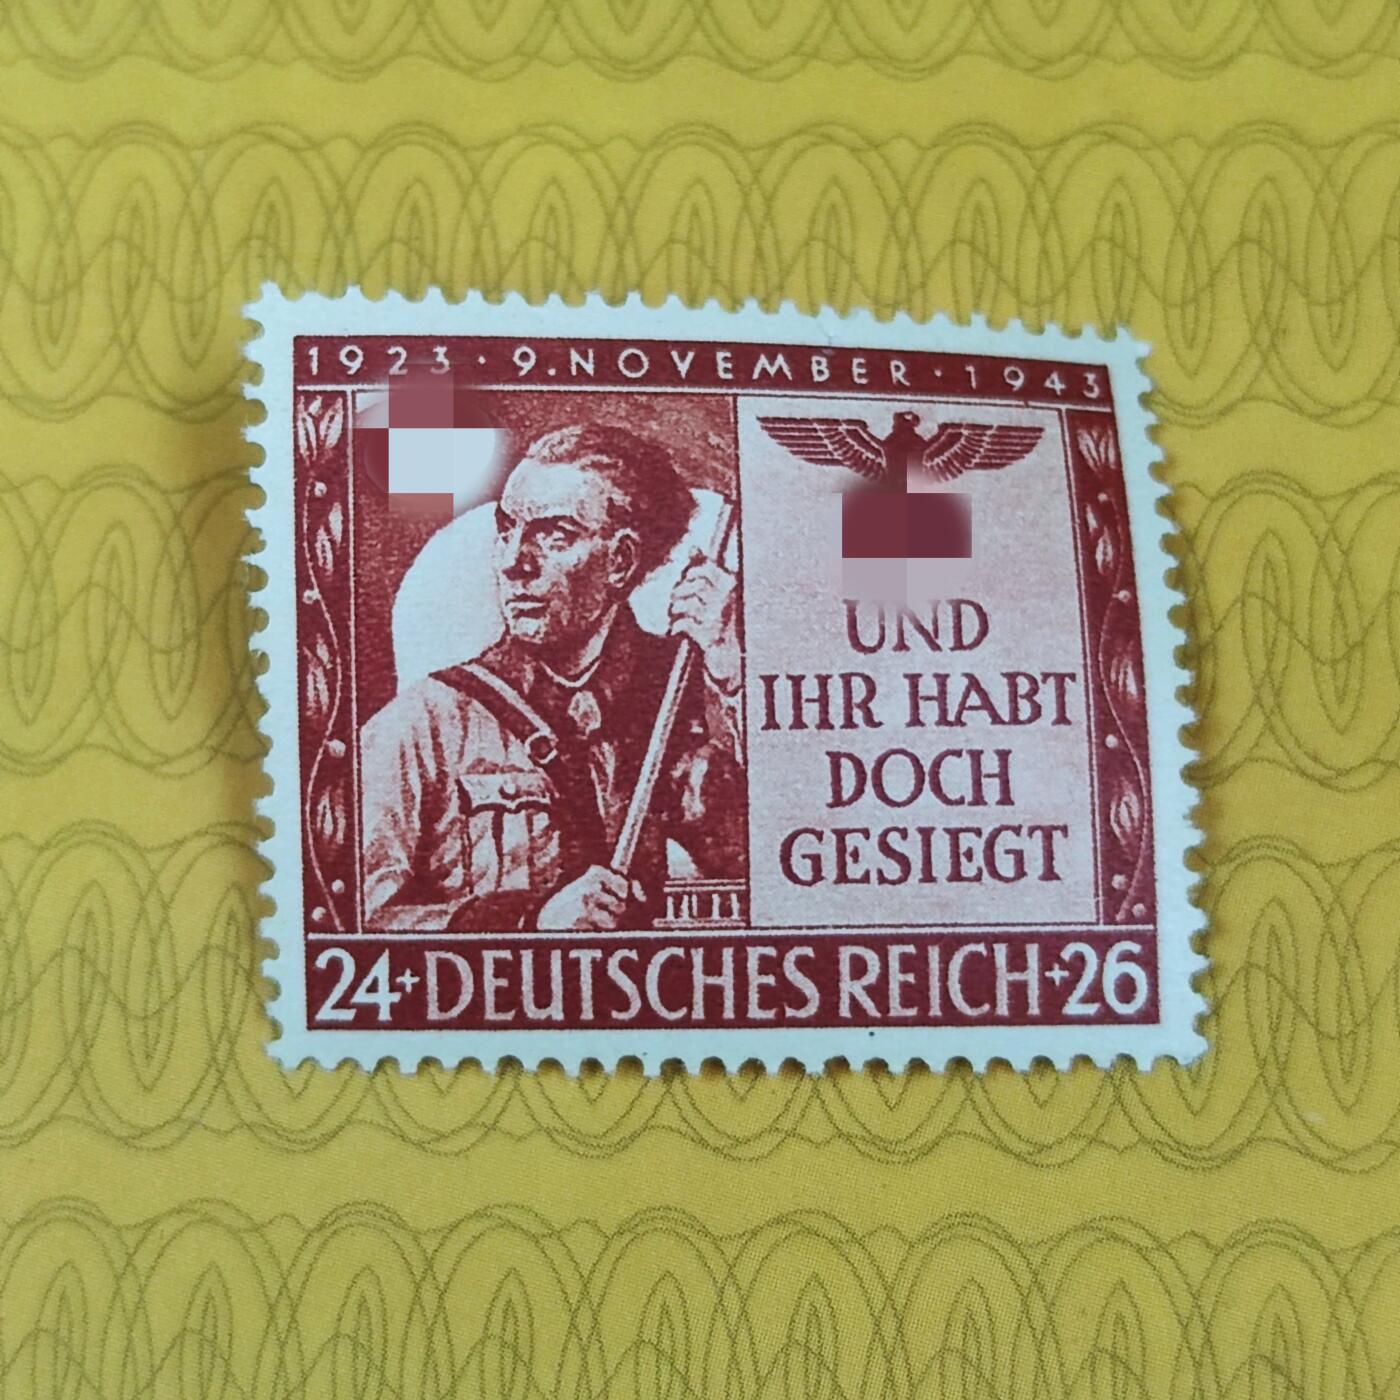 1923 · 9. NOVEMBER · 1943
UND
IHR HABT
DOCH
GESIEGT
24+ DEUTSCHES REICH +26